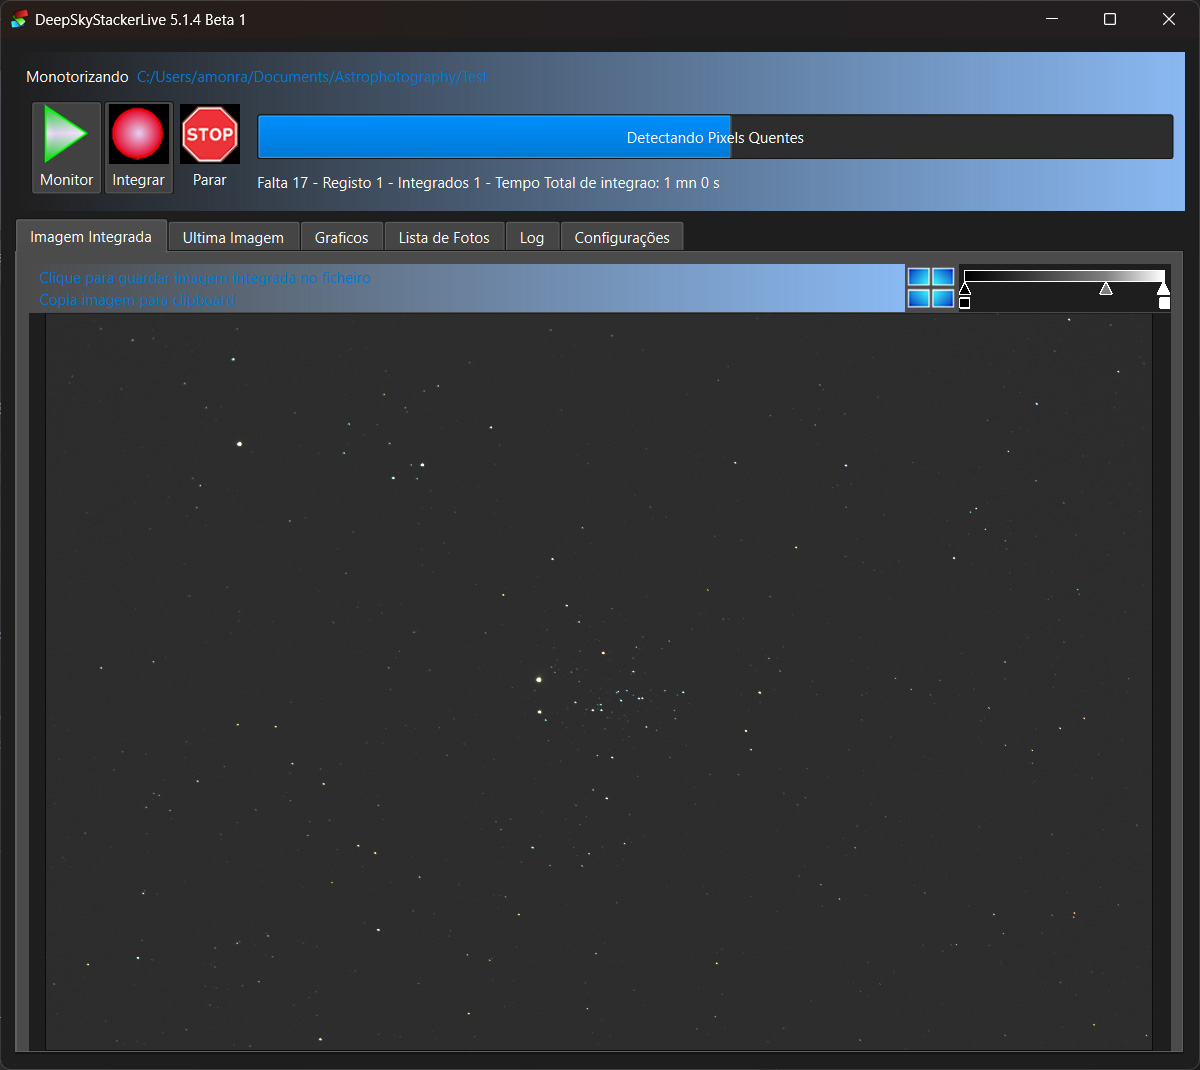 DeepSkyStackerLive 5.1.4 Beta 1
Monotorizando C:/Users/amonra/Documents/Astrophotography/Test
Detectando Pixels Quentes
STOP
Monitor Integrar Parar
Falta 17 - Registo 1 - Integrados 1 - Tempo Total de integrao: 1 mn 0 s
Imagem Integrada Ultima Imagem Graficos Lista de Fotos Log Configurações
Clique para guardar Imagem Integrada no ficheiro
Copia imagem para clipboard